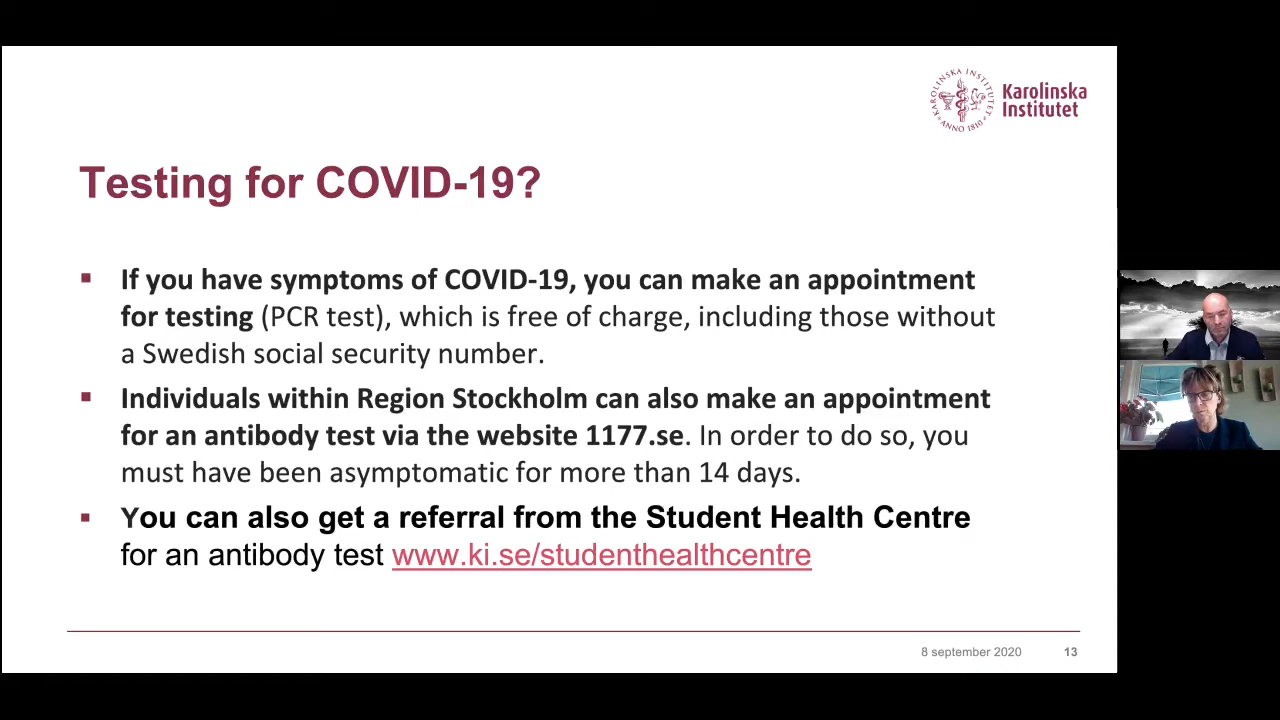 KAROLINSKA INSTITUTET
ANNO 1810
Karolinska
Institutet
Testing for COVID-19?
▪ If you have symptoms of COVID-19, you can make an appointment
for testing (PCR test), which is free of charge, including those without
a Swedish social security number.
▪ Individuals within Region Stockholm can also make an appointment
for an antibody test via the website 1177.se. In order to do so, you
must have been asymptomatic for more than 14 days.
▪ You can also get a referral from the Student Health Centre
for an antibody test www.ki.se/studenthealthcentre
8 september 2020 13